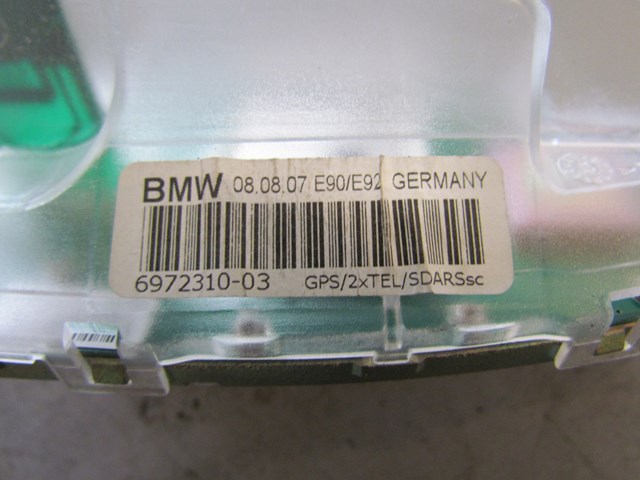 BMW 08.08.07 E90/E92 GERMANY
6972310-03 GPS/2xTEL/SDARSsc